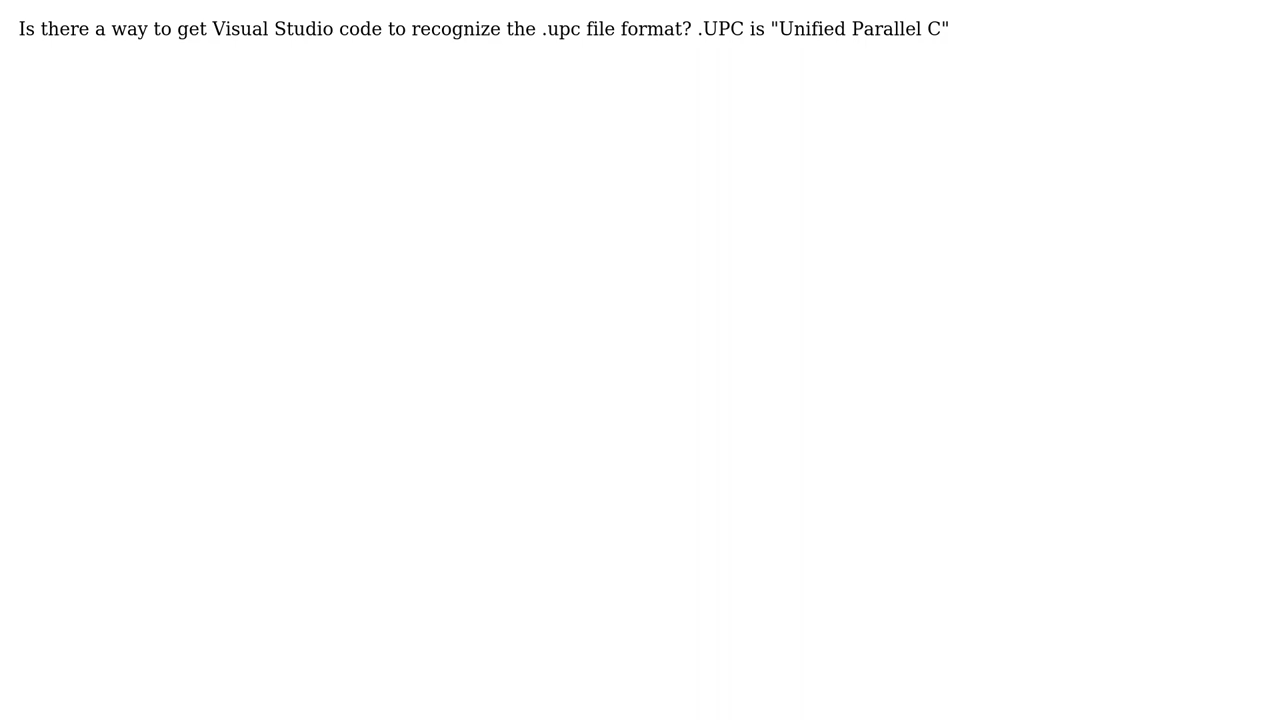 Is there a way to get Visual Studio code to recognize the .upc file format? .UPC is "Unified Parallel C"